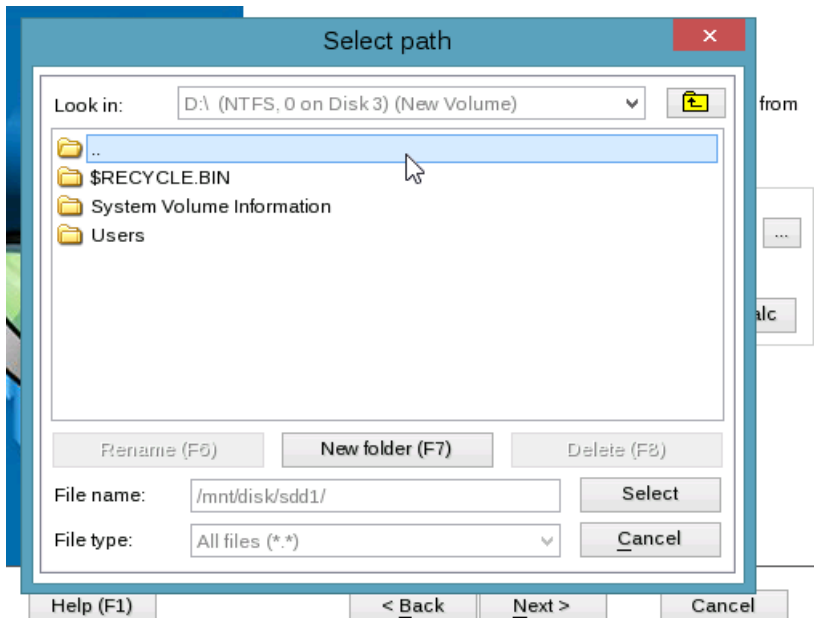 Select path
Look in:
D:\ (NTFS, 0 on Disk 3) (New Volume)
from
..
$RECYCLE.BIN
System Volume Information
Users
...
alc
Rename (F6)
New folder (F7)
Delete (F8)
File name:
/mnt/disk/sdd1/
Select
File type:
All files (*.*)
Cancel
Help (F1)
< Back
Next >
Cancel